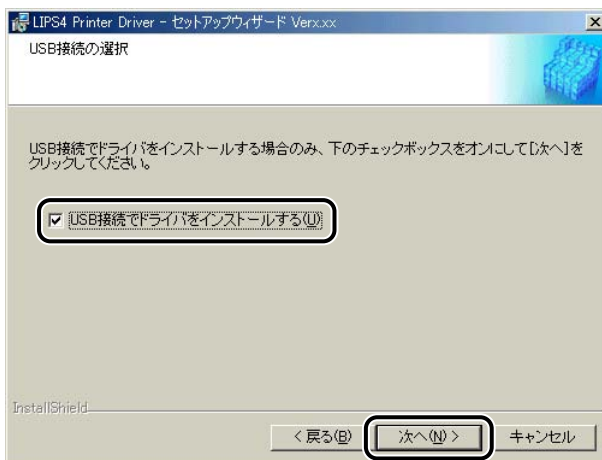 LIPS4 Printer Driver - セットアップウィザード Verx.xx
USB接続の選択
USB接続でドライバをインストールする場合のみ、下のチェックボックスをオンにして[次へ]を
クリックしてください。
USB接続でドライバをインストールする(U)
InstallShield
< 戻る(B) 次へ(N) > キャンセル